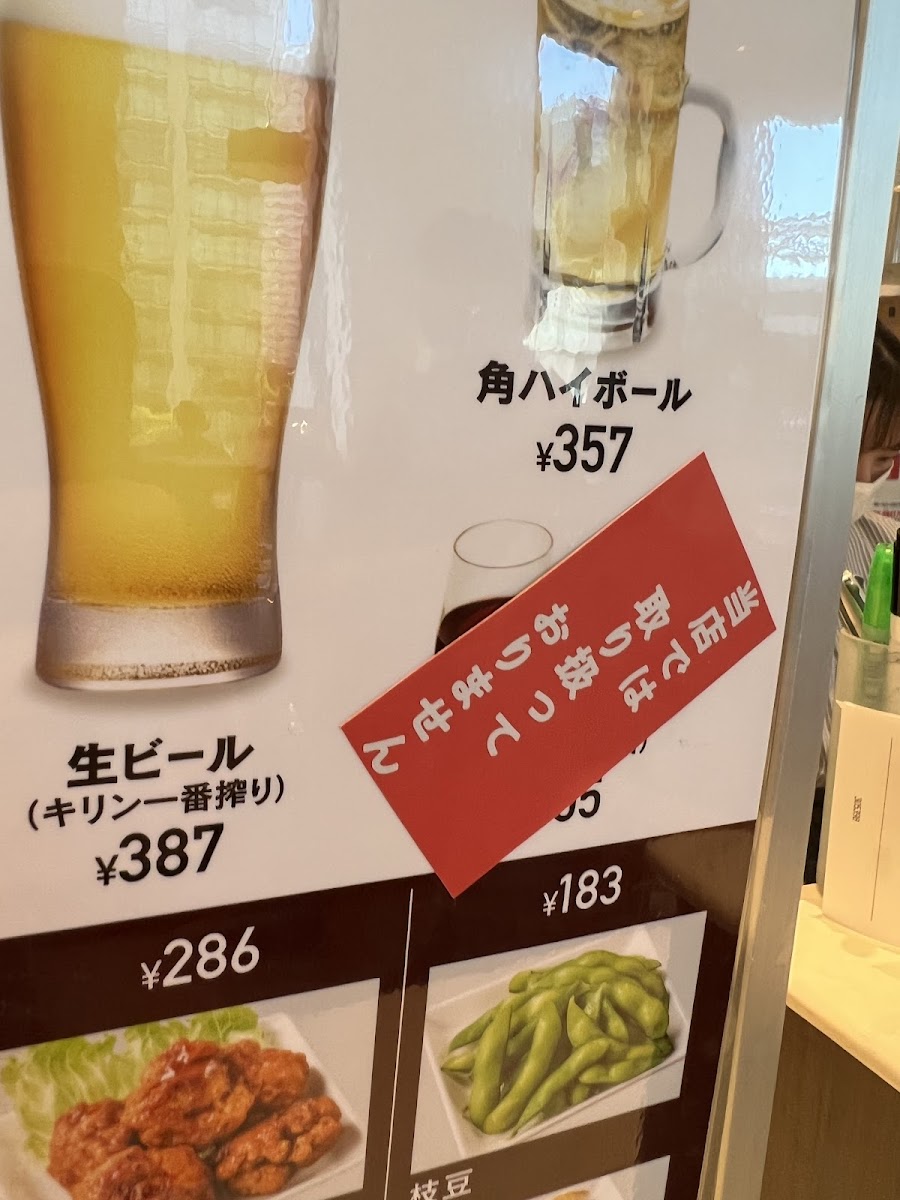 角ハイボール
¥357
当店では
取り扱って
おりません
生ビール
(キリン一番搾り)
¥387
¥286
¥183
枝豆